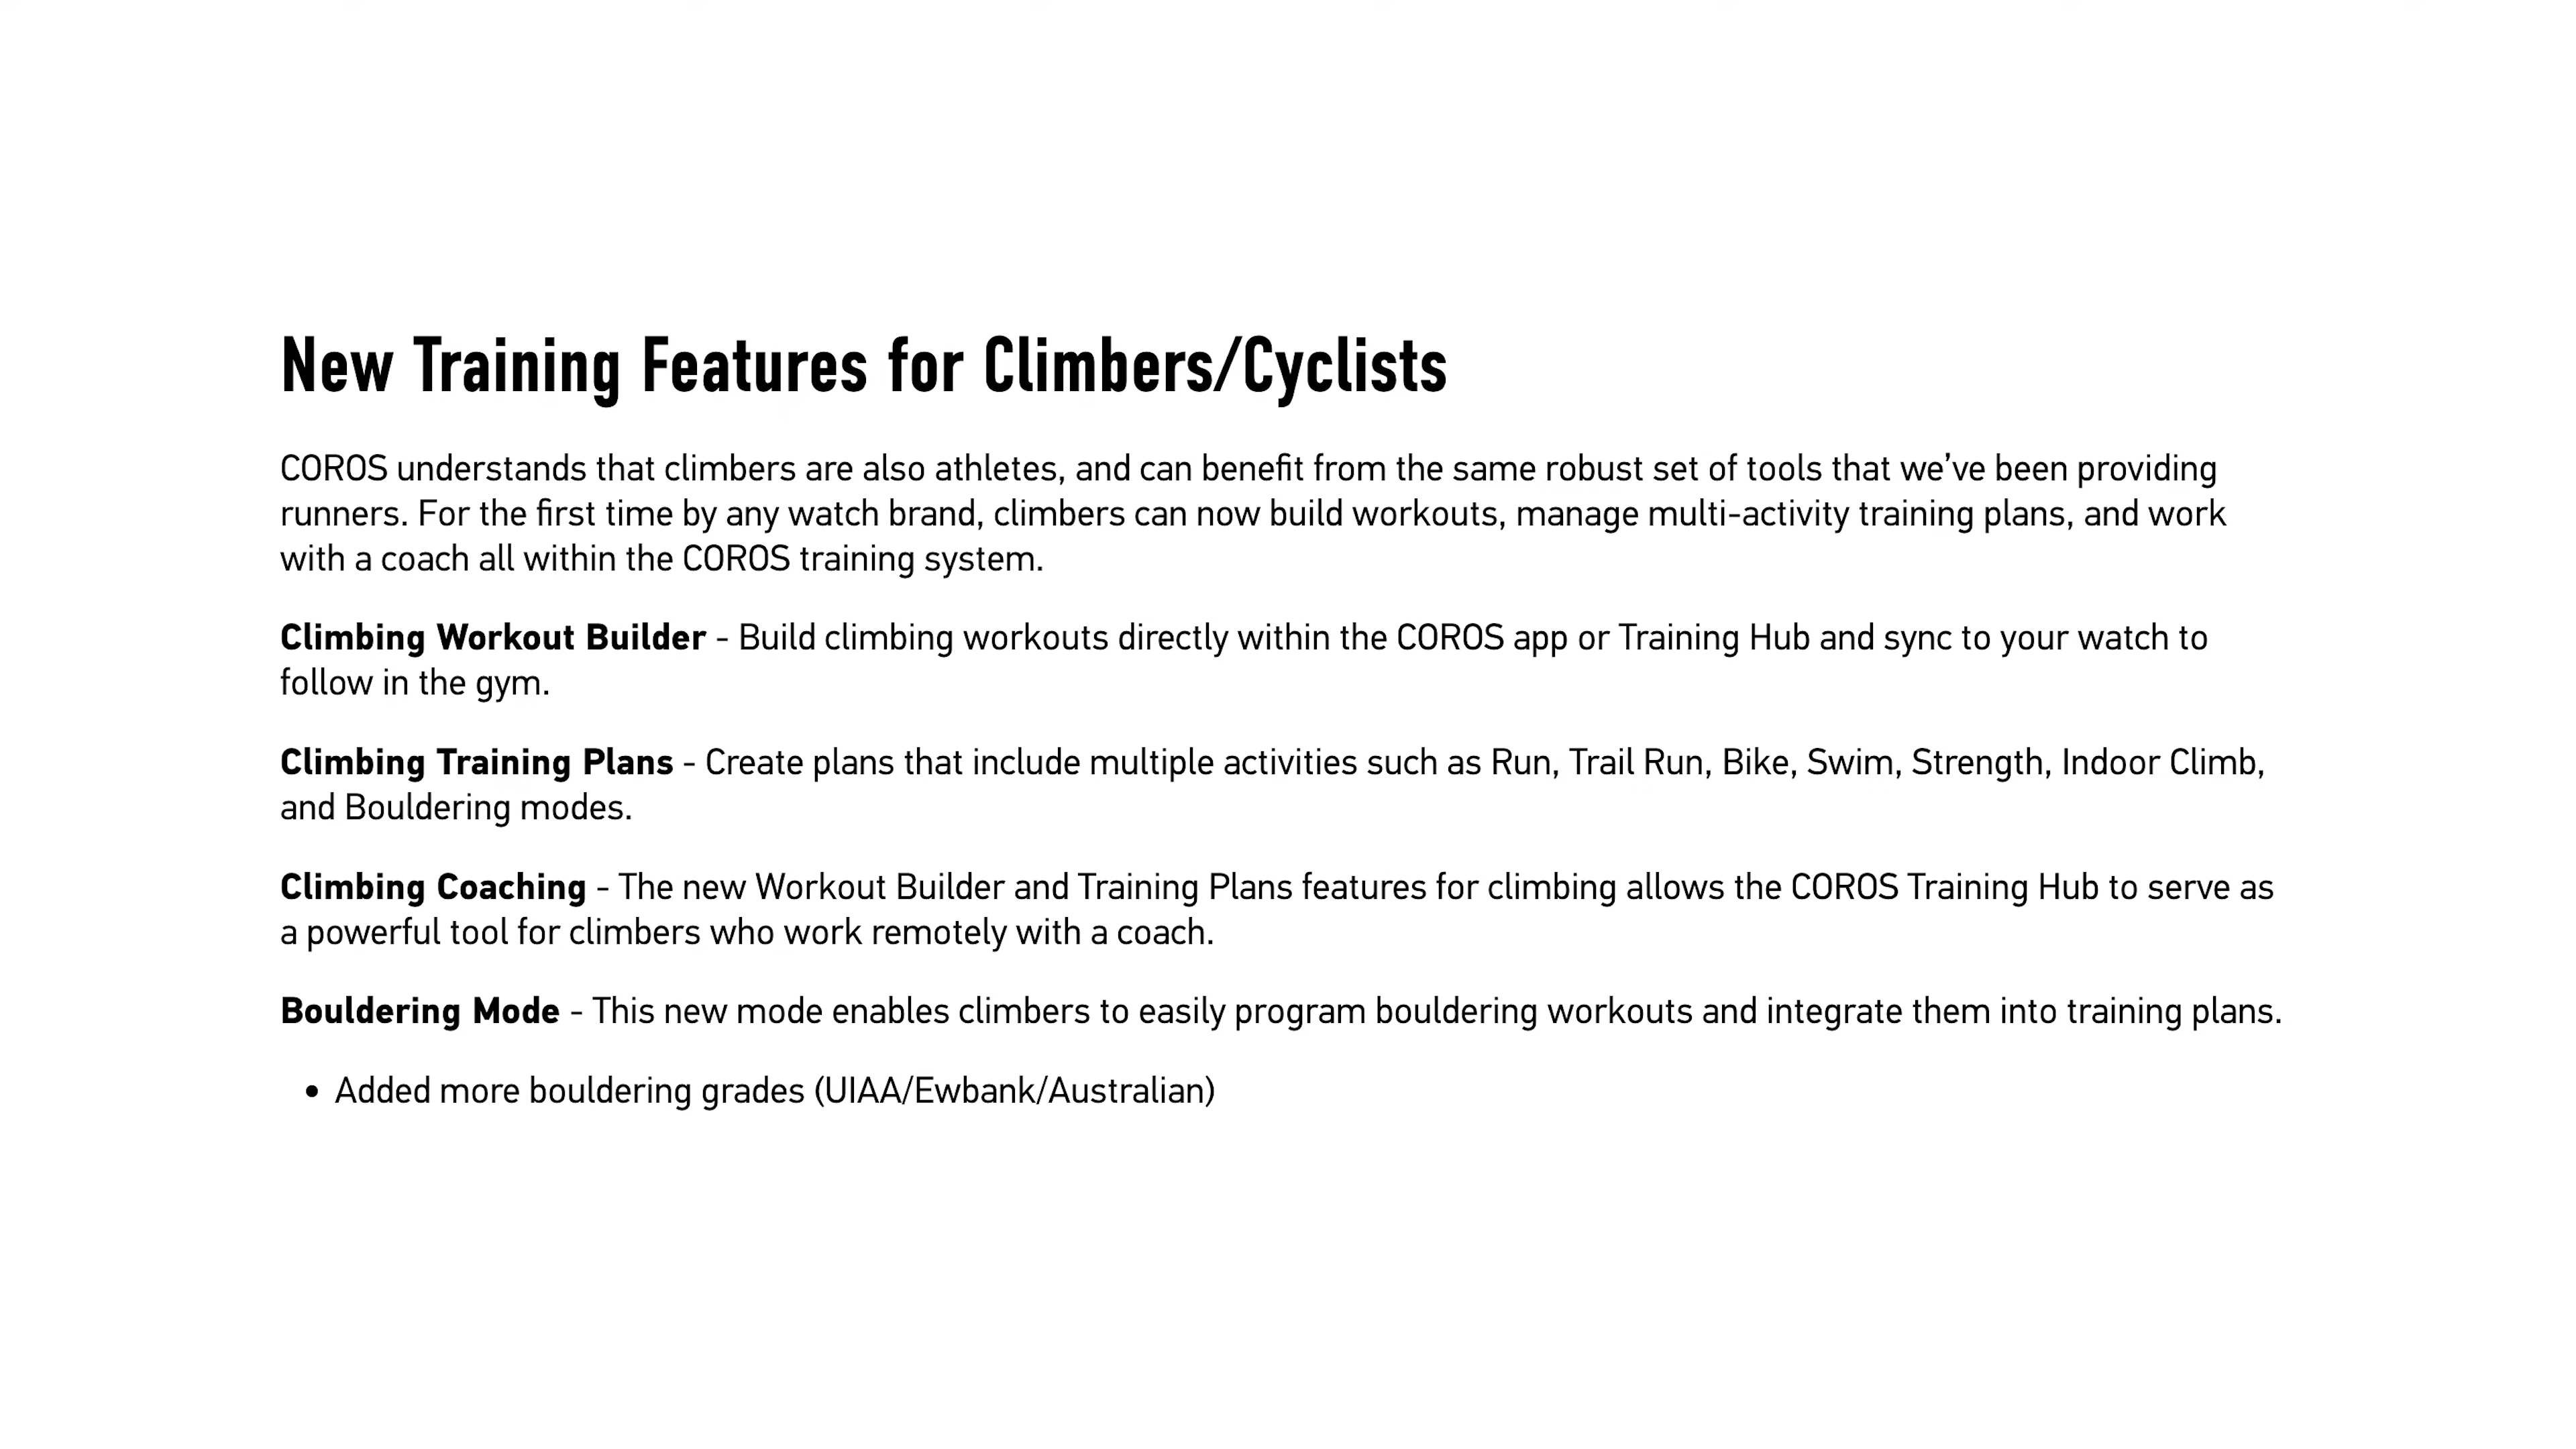 New Training Features for Climbers/Cyclists
COROS understands that climbers are also athletes, and can benefit from the same robust set of tools that we’ve been providing
runners. For the first time by any watch brand, climbers can now build workouts, manage multi-activity training plans, and work
with a coach all within the COROS training system.
Climbing Workout Builder - Build climbing workouts directly within the COROS app or Training Hub and sync to your watch to
follow in the gym.
Climbing Training Plans - Create plans that include multiple activities such as Run, Trail Run, Bike, Swim, Strength, Indoor Climb,
and Bouldering modes.
Climbing Coaching - The new Workout Builder and Training Plans features for climbing allows the COROS Training Hub to serve as
a powerful tool for climbers who work remotely with a coach.
Bouldering Mode - This new mode enables climbers to easily program bouldering workouts and integrate them into training plans.
• Added more bouldering grades (UIAA/Ewbank/Australian)